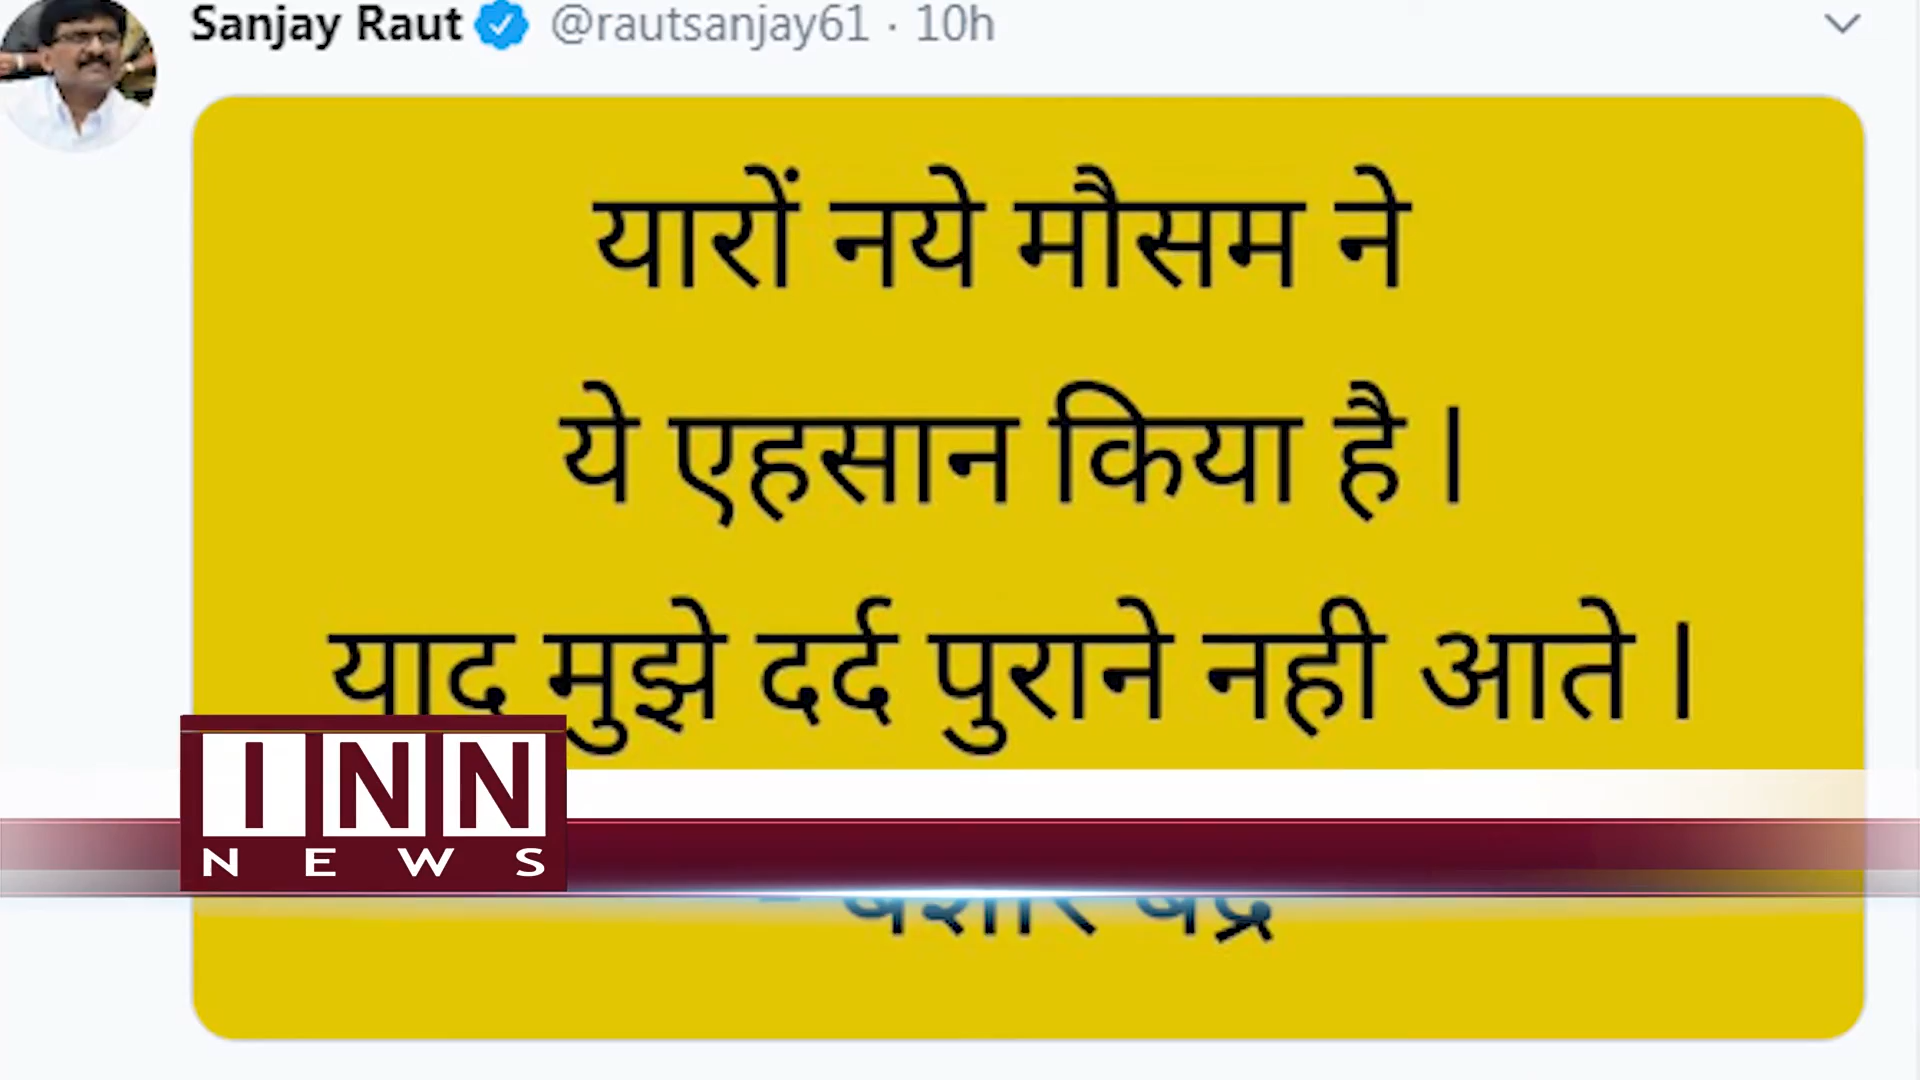 Sanjay Raut @rautsanjay61 · 10h
यारों नये मौसम ने
ये एहसान किया है।
याद मुझे दर्द पुराने नही आते।
INN
NEWS